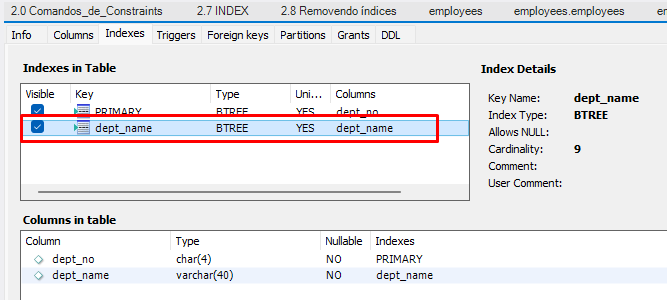 2.0 Comandos_de_Constraints 2.7 INDEX 2.8 Removendo índices employees employees.employees employees
Info Columns Indexes Triggers Foreign keys Partitions Grants DDL
Indexes in Table
Visible Key Type Uni... Columns
PRIMARY BTREE YES dept_no
dept_name BTREE YES dept_name
Index Details
Key Name: dept_name
Index Type: BTREE
Allows NULL:
Cardinality: 9
Comment:
User Comment:
Columns in table
Column Type Nullable Indexes
dept_no char(4) NO PRIMARY
dept_name varchar(40) NO dept_name